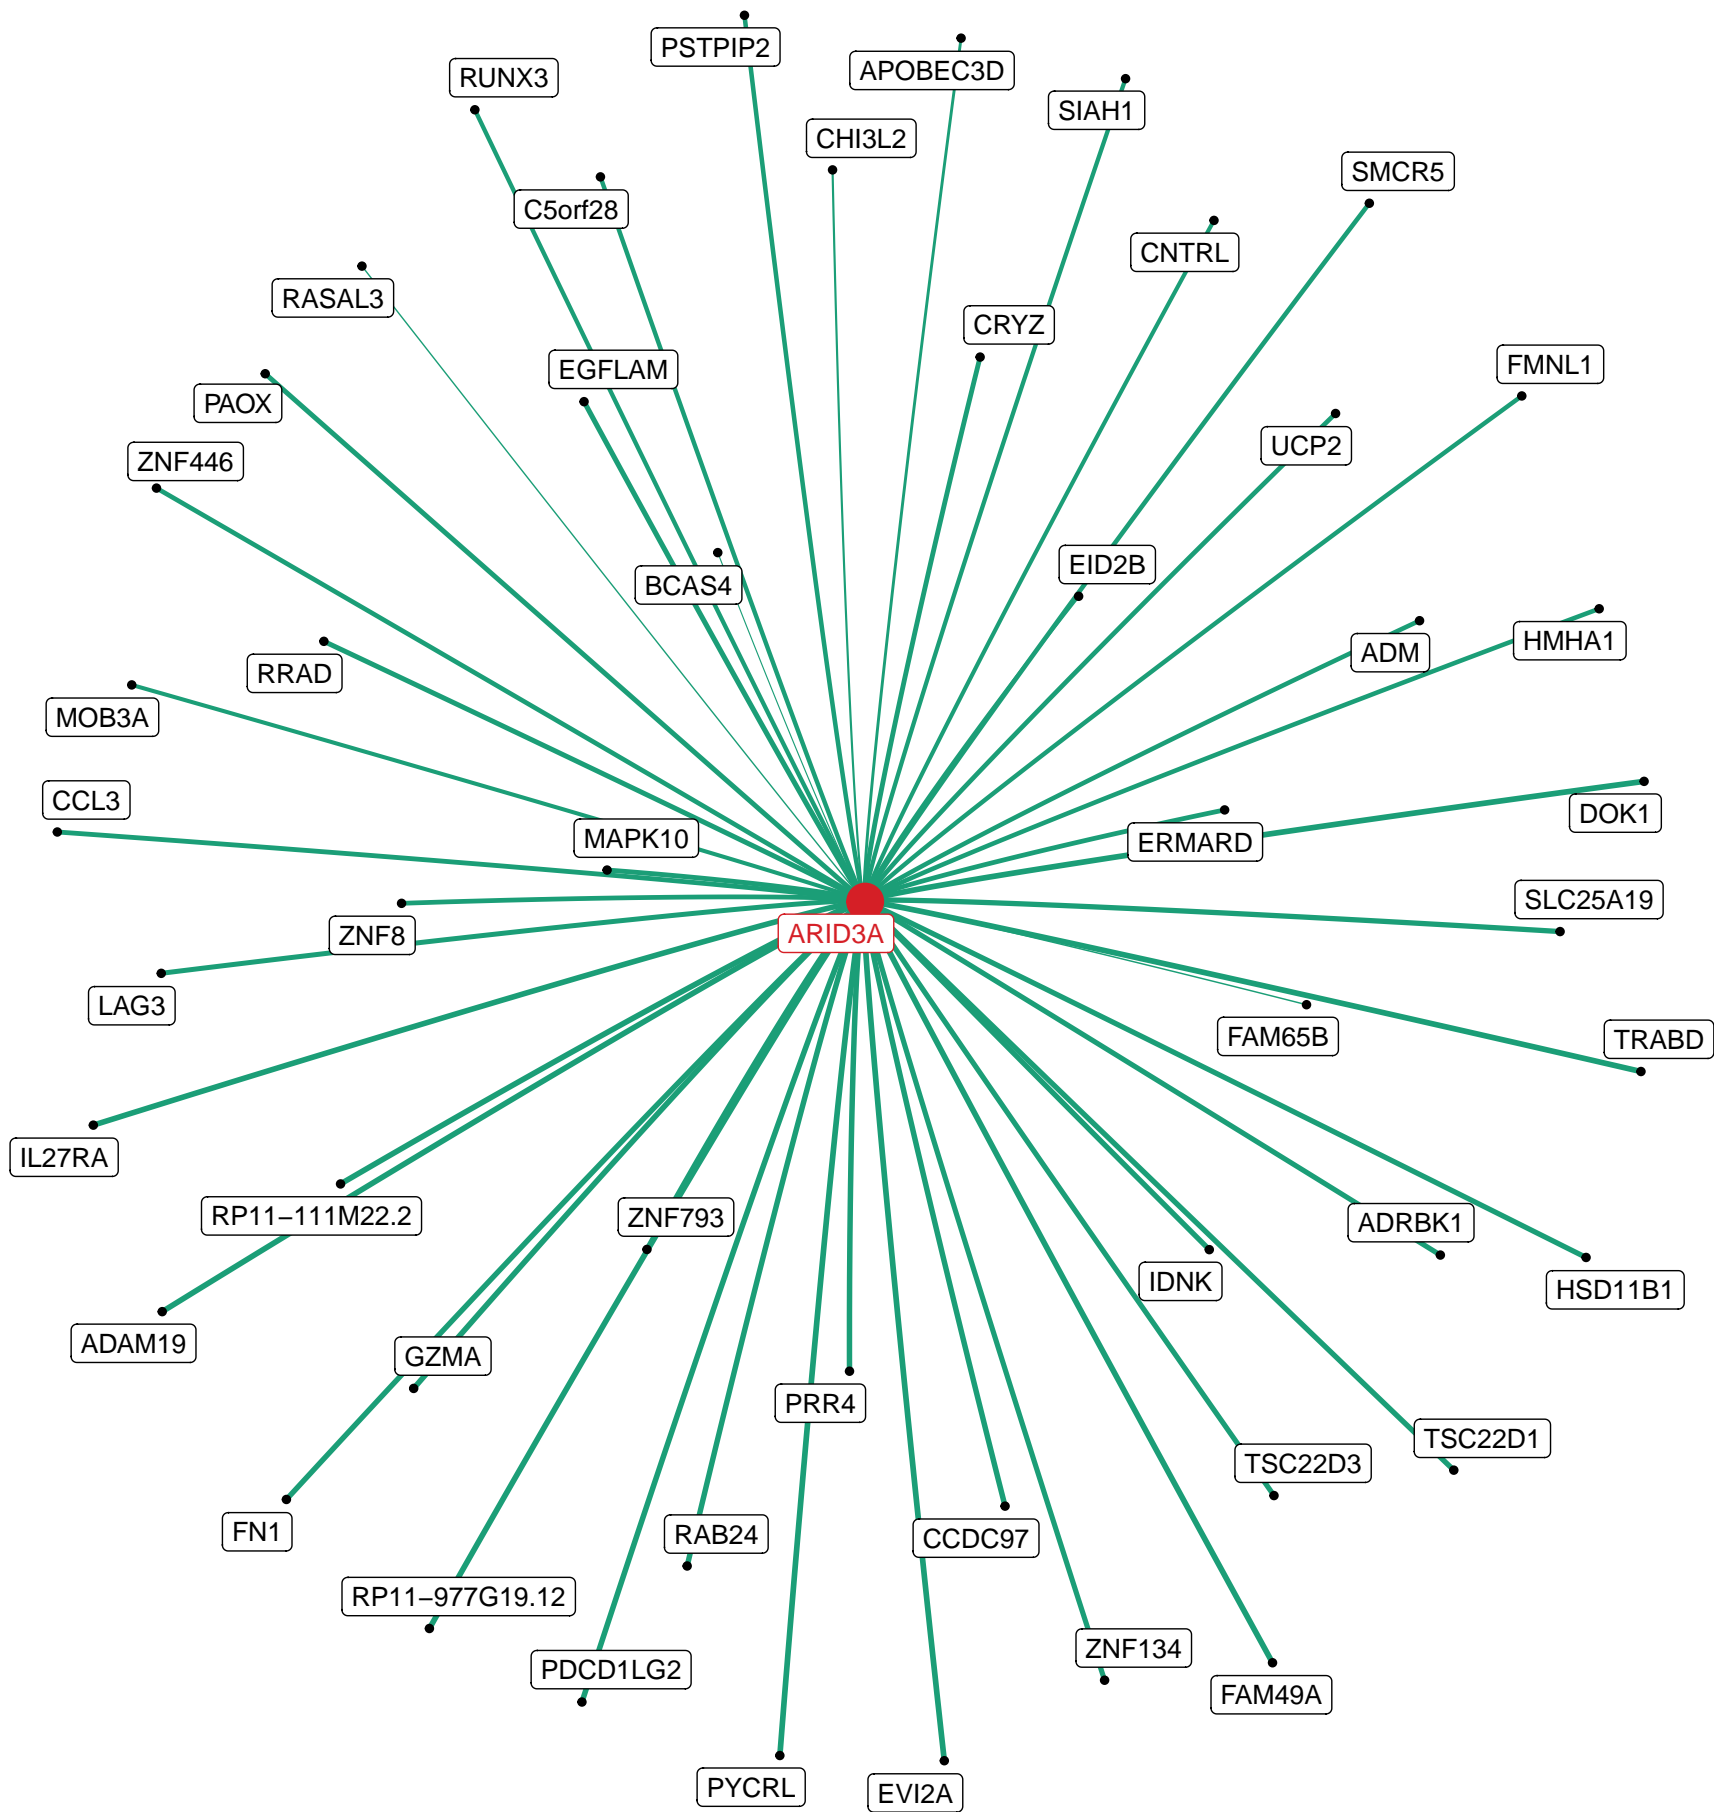 PSTPIP2
APOBEC3D
RUNX3
SIAH1
CHI3L2
SMCR5
C5orf28
CNTRL
RASAL3
CRYZ
FMNL1
EGFLAM
PAOX
UCP2
ZNF446
EID2B
BCAS4
HMHA1
ADM
RRAD
MOB3A
CCL3
DOK1
MAPK10
ERMARD
SLC25A19
ARID3A
ZNF8
LAG3
FAM65B
TRABD
IL27RA
RP11–111M22.2
ZNF793
ADRBK1
IDNK
HSD11B1
ADAM19
GZMA
PRR4
TSC22D1
TSC22D3
FN1
RAB24
CCDC97
RP11–977G19.12
ZNF134
PDCD1LG2
FAM49A
PYCRL
EVI2A